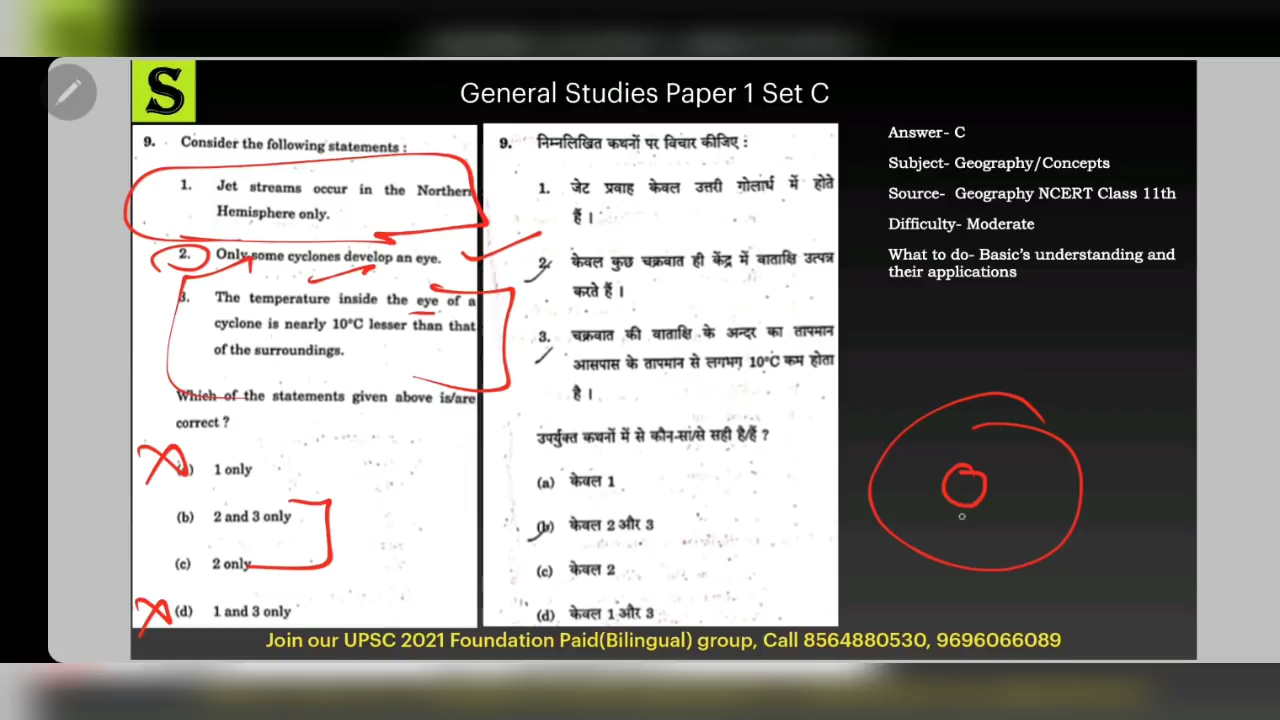 S
General Studies Paper 1 Set C
9. Consider the following statements :
1. Jet streams occur in the Northern
Hemisphere only.
2. Only some cyclones develop an eye.
3. The temperature inside the eye of a
cyclone is nearly 10°C lesser than that
of the surroundings.
Which of the statements given above is/are
correct ?
(a) 1 only
(b) 2 and 3 only
(c) 2 only
(d) 1 and 3 only
9. निम्नलिखित कथनों पर विचार कीजिए :
1. जेट प्रवाह केवल उत्तरी गोलार्ध में होते
हैं ।
2. केवल कुछ चक्रवात ही केंद्र में वाताक्षि उत्पन्न
करते हैं ।
3. चक्रवात की वाताक्षि के अन्दर का तापमान
आसपास के तापमान से लगभग 10°C कम होता
है ।
उपर्युक्त कथनों में से कौन-सा/से सही है/हैं ?
(a) केवल 1
(b) केवल 2 और 3
(c) केवल 2
(d) केवल 1 और 3
Answer- C
Subject- Geography/Concepts
Source- Geography NCERT Class 11th
Difficulty- Moderate
What to do- Basic's understanding and
their applications
Join our UPSC 2021 Foundation Paid(Bilingual) group, Call 8564880530, 9696066089